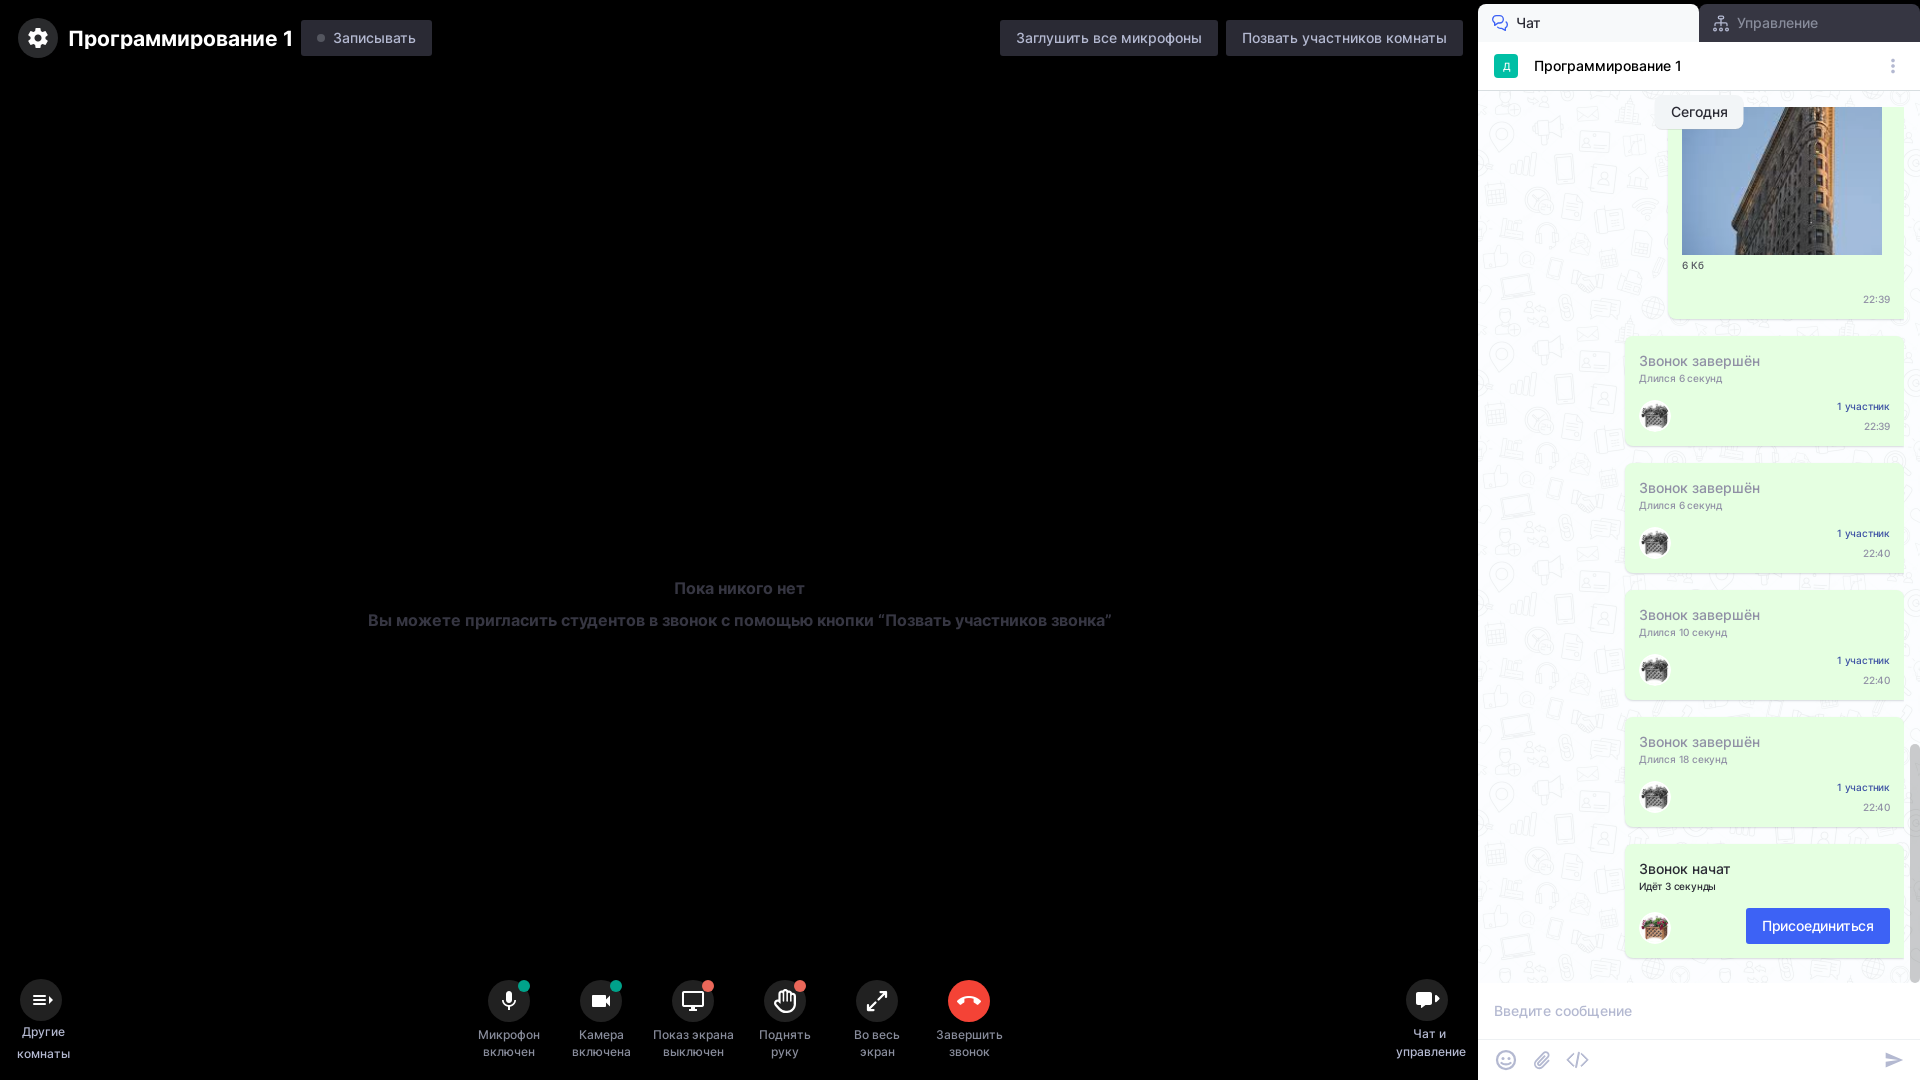 Программирование 1
Записывать
Заглушить все микрофоны
Позвать участников комнаты
Чат
Управление
Д
Программирование 1
Сегодня
6 Кб
22:39
Звонок завершён
Длился 6 секунд
1 участник
22:39
Звонок завершён
Длился 6 секунд
1 участник
22:40
Звонок завершён
Длился 10 секунд
1 участник
22:40
Звонок завершён
Длился 18 секунд
1 участник
22:40
Звонок начат
Идёт 3 секунды
Присоединиться
Пока никого нет
Вы можете пригласить студентов в звонок с помощью кнопки “Позвать участников звонка”
Другие
комнаты
Микрофон
включен
Камера
включена
Показ экрана
выключен
Поднять
руку
Во весь
экран
Завершить
звонок
Чат и
управление
Введите сообщение